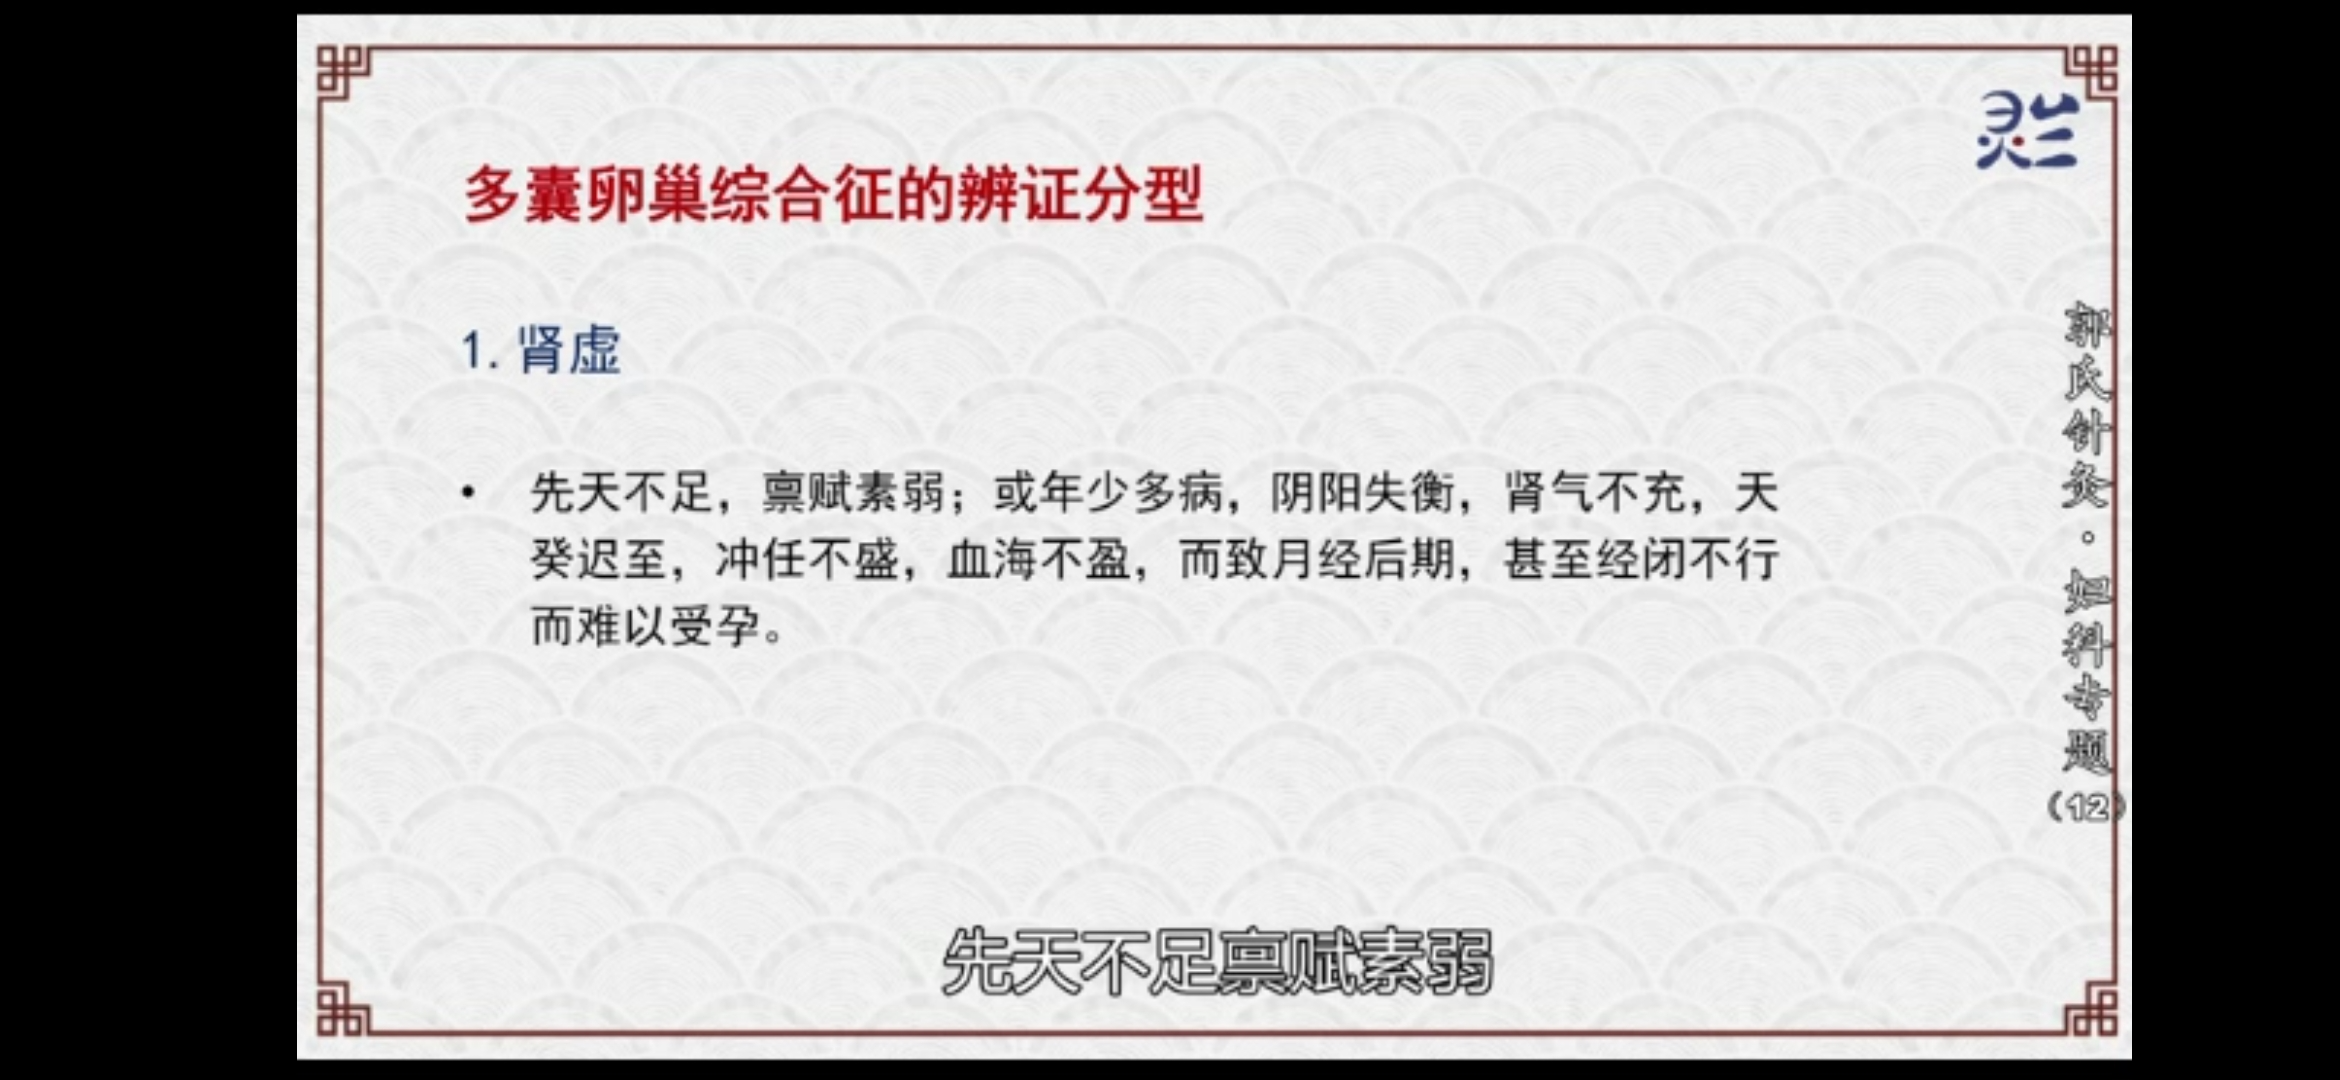 灵兰
多囊卵巢综合征的辨证分型
1. 肾虚
• 先天不足，禀赋素弱；或年少多病，阴阳失衡，肾气不充，天
癸迟至，冲任不盛，血海不盈，而致月经后期，甚至经闭不行
而难以受孕。
郭氏针灸·妇科专题（12）
先天不足禀赋素弱